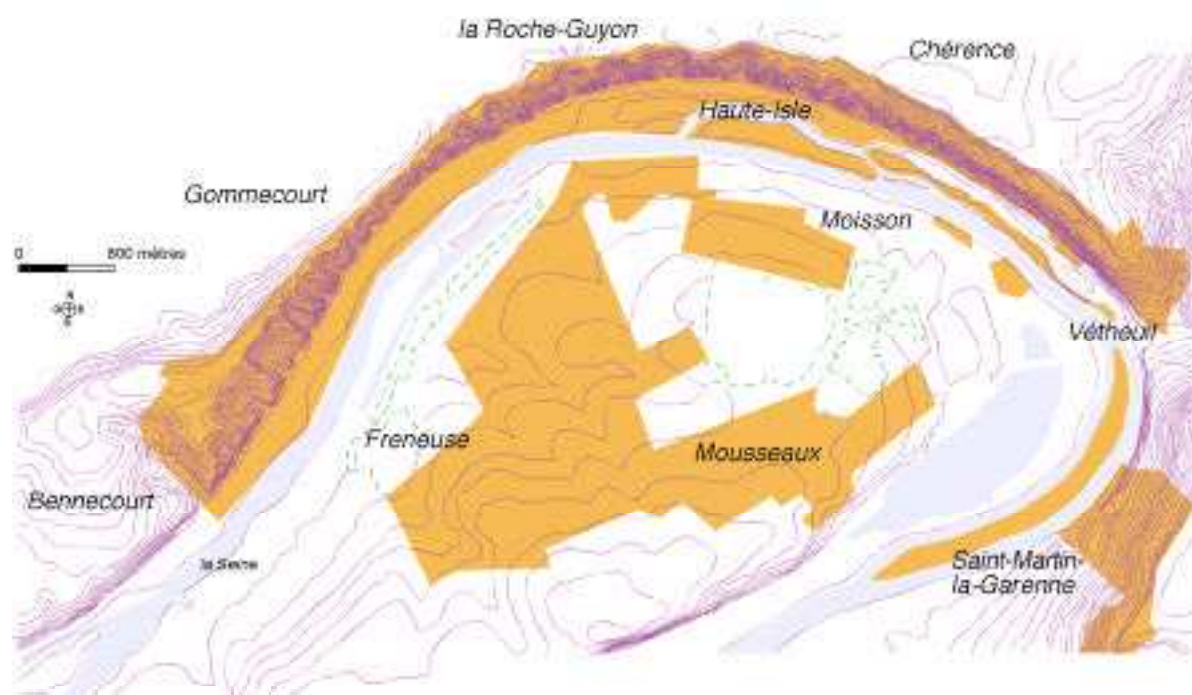 la Roche-Guyon
Chérence
Haute-Isle
Gommecourt
Moisson
0 800 mètres
Vétheuil
Freneuse
Mousseaux
Bennecourt
la Seine
Saint-Martin-
la-Garenne